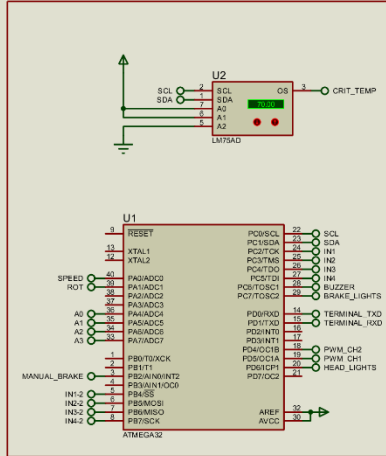 U2
SCL 2 SCL OS 3 CRIT_TEMP
SDA 1 SDA
7 A0 70.00
6 A1
5 A2
LM75AD
U1
9 RESET PC0/SCL 22 SCL
PC1/SDA 23 SDA
13 XTAL1 PC2/TCK 24 IN1
12 XTAL2 PC3/TMS 25 IN2
PC4/TDO 26 IN3
SPEED 40 PA0/ADC0 PC5/TDI 27 IN4
ROT 39 PA1/ADC1 PC6/TOSC1 28 BUZZER
38 PA2/ADC2 PC7/TOSC2 29 BRAKE_LIGHTS
37 PA3/ADC3
A0 36 PA4/ADC4 PD0/RXD 14 TERMINAL_TXD
A1 35 PA5/ADC5 PD1/TXD 15 TERMINAL_RXD
A2 34 PA6/ADC6 PD2/INT0 16
A3 33 PA7/ADC7 PD3/INT1 17
PD4/OC1B 18 PWM_CH2
1 PB0/T0/XCK PD5/OC1A 19 PWM_CH1
2 PB1/T1 PD6/ICP1 20 HEAD_LIGHTS
MANUAL_BRAKE 3 PB2/AIN0/INT2 PD7/OC2 21
4 PB3/AIN1/OC0
IN1-2 5 PB4/SS
IN2-2 6 PB5/MOSI
IN3-2 7 PB6/MISO AREF 32
IN4-2 8 PB7/SCK AVCC 30
ATMEGA32